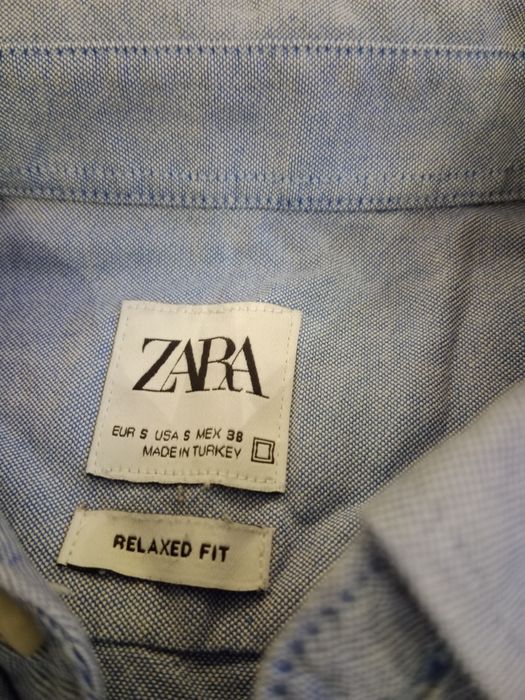 ZARA
EUR S USA S MEX 38
MADE IN TURKEY
RELAXED FIT